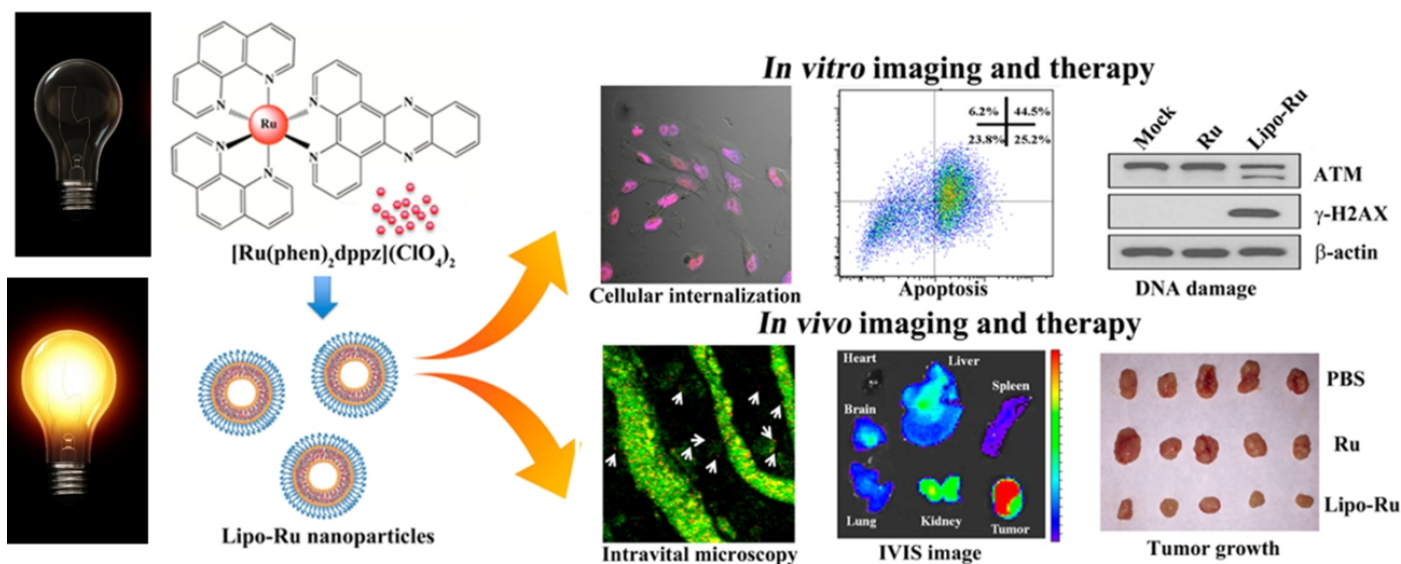 N
N
N
Ru
N
N
N
N
N
[Ru(phen)2dppz](ClO4)2
Lipo-Ru nanoparticles
In vitro imaging and therapy
Cellular internalization
6.2% 44.5%
23.8% 25.2%
Apoptosis
Mock Ru Lipo-Ru
ATM
γ-H2AX
β-actin
DNA damage
In vivo imaging and therapy
Intravital microscopy
Heart Liver
Spleen
Brain
Lung Kidney Tumor
IVIS image
PBS
Ru
Lipo-Ru
Tumor growth